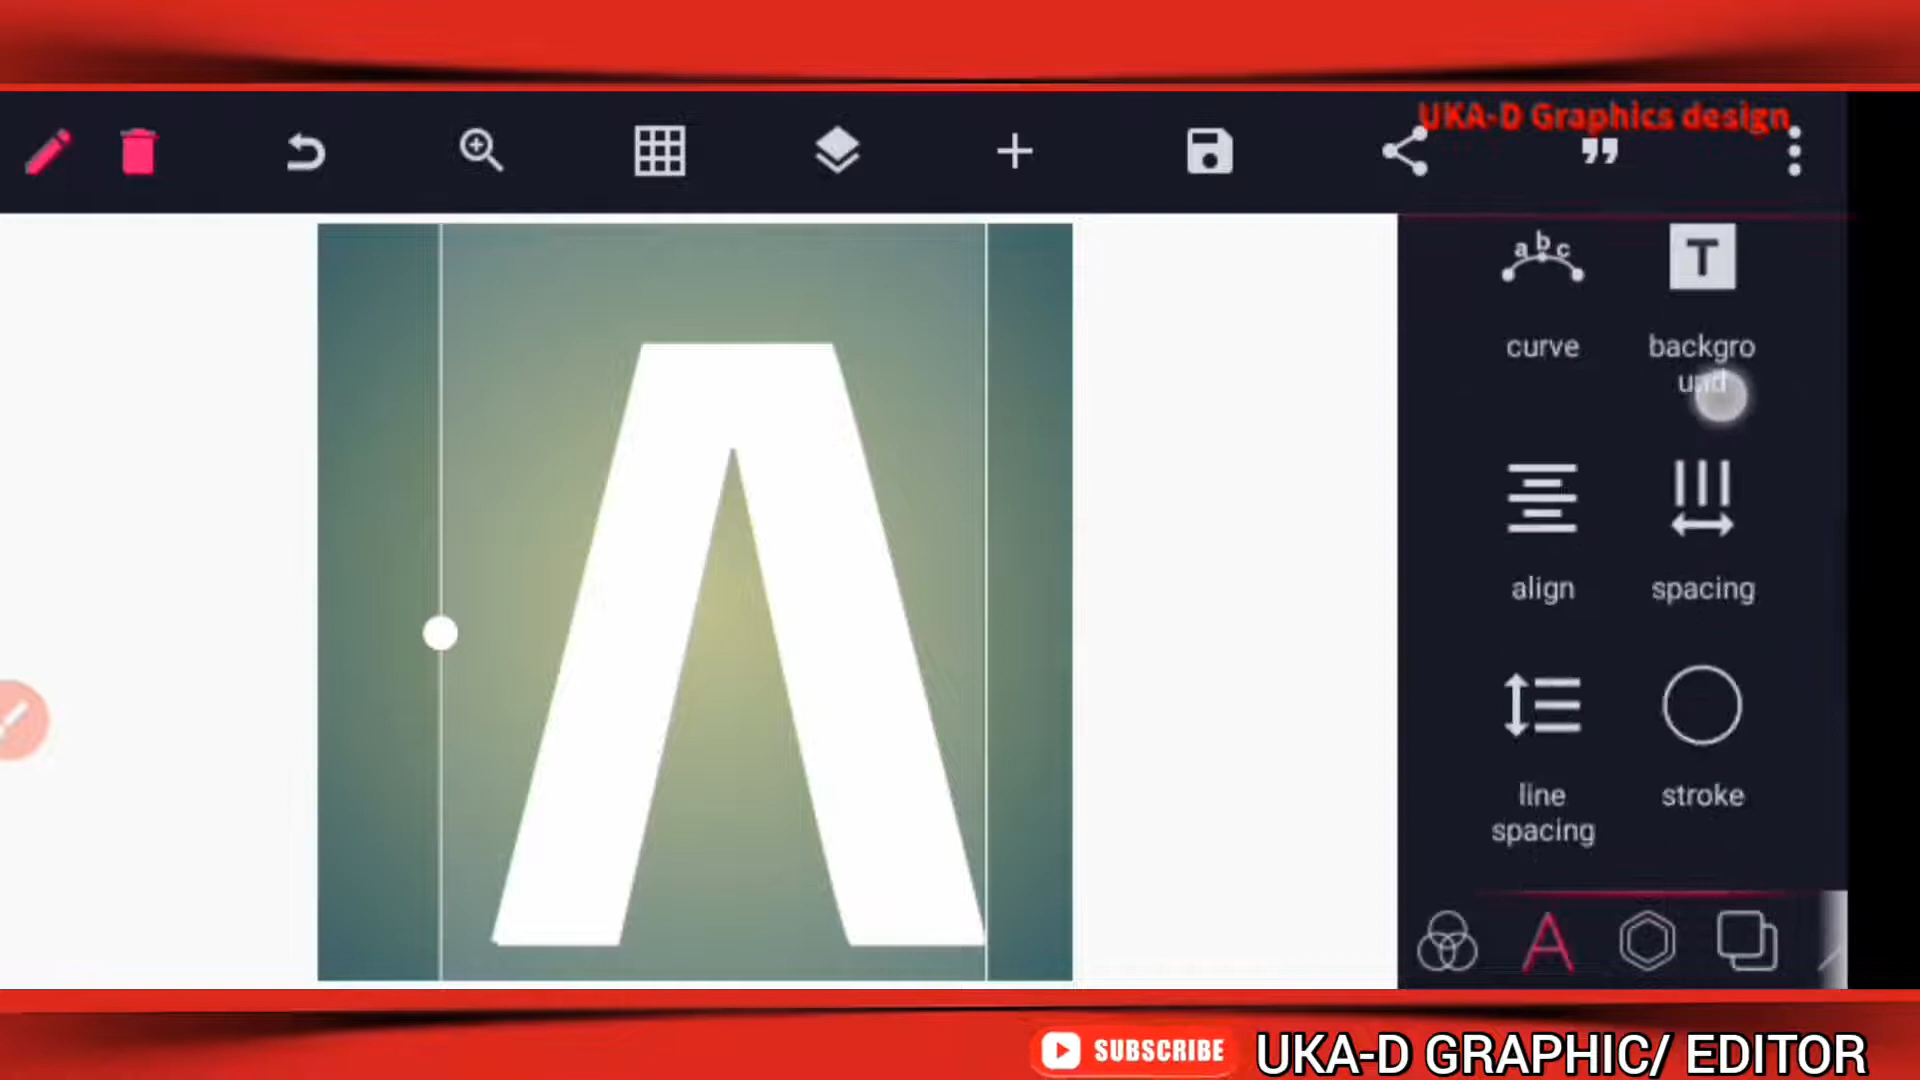 UKA-D Graphics design
a b c
T
curve
backgro
und
align
spacing
line
spacing
stroke
Λ
A
SUBSCRIBE
UKA-D GRAPHIC/ EDITOR